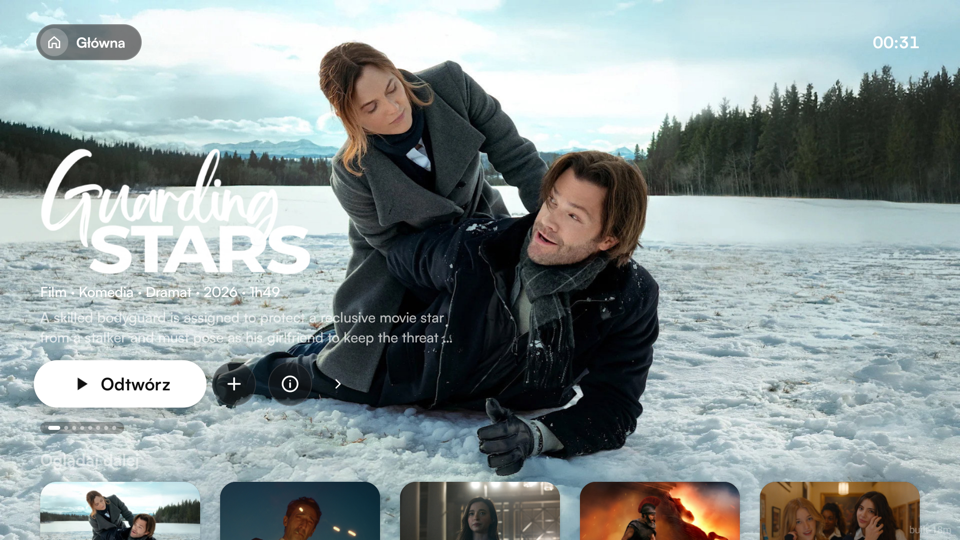 Główna
00:31
Guarding
STARS
Film · Komedia · Dramat · 2026 · 1h49
A skilled bodyguard is assigned to protect a reclusive movie star
from a stalker and must pose as his girlfriend to keep the threat ...
Odtwórz
Oglądaj dalej